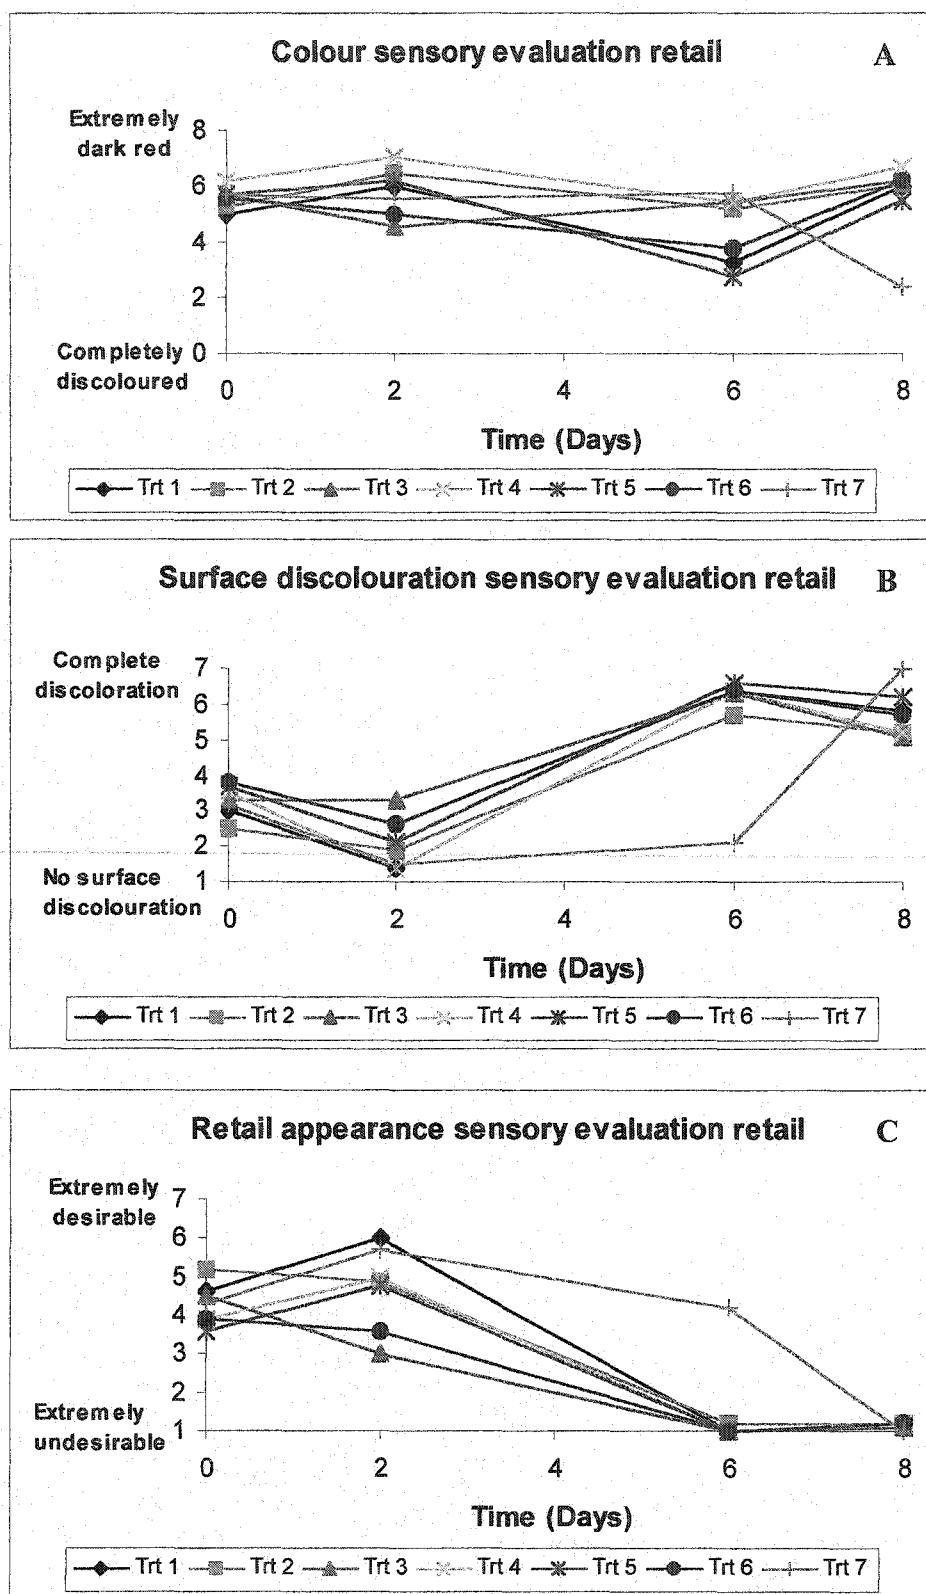 Colour sensory evaluation retail A
Extremely
dark red
8
6
4
2
Completely 0
discoloured
0 2 4 6 8
Time (Days)
Trt 1 Trt 2 Trt 3 Trt 4 Trt 5 Trt 6 Trt 7
Surface discolouration sensory evaluation retail B
Complete
discoloration
7
6
5
4
3
2
No surface
discolouration
1
0 2 4 6 8
Time (Days)
Trt 1 Trt 2 Trt 3 Trt 4 Trt 5 Trt 6 Trt 7
Retail appearance sensory evaluation retail C
Extremely
desirable
7
6
5
4
3
2
Extremely
undesirable
1
0 2 4 6 8
Time (Days)
Trt 1 Trt 2 Trt 3 Trt 4 Trt 5 Trt 6 Trt 7